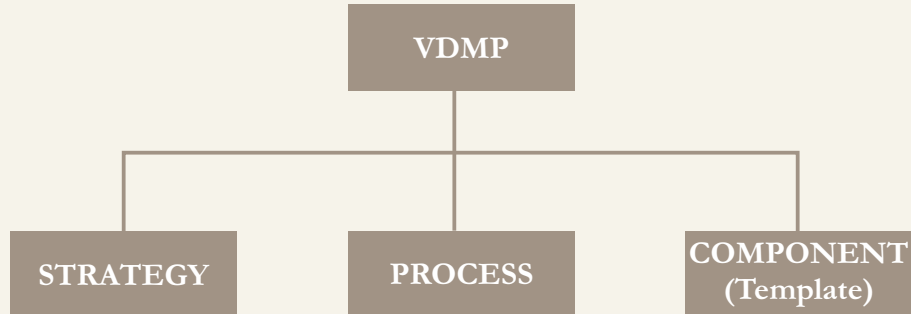 VDMP
STRATEGY
PROCESS
COMPONENT
(Template)